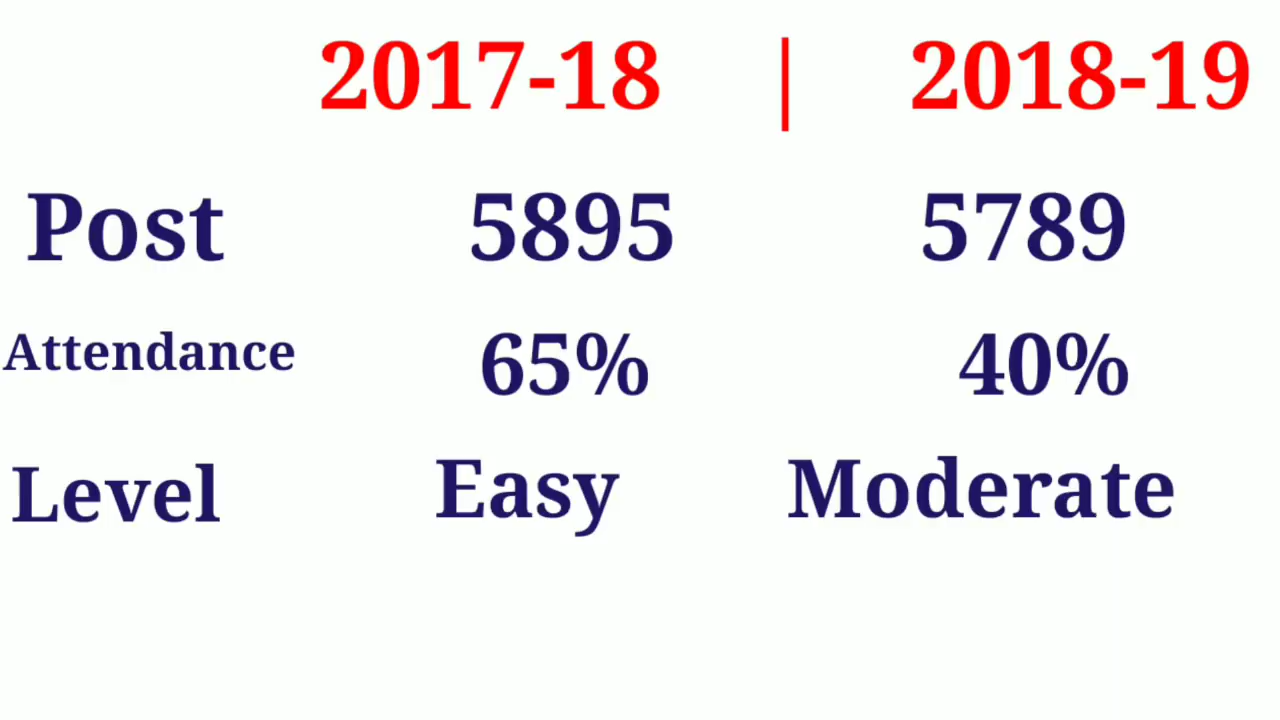 2017-18 | 2018-19
Post 5895 5789
Attendance 65% 40%
Level Easy Moderate